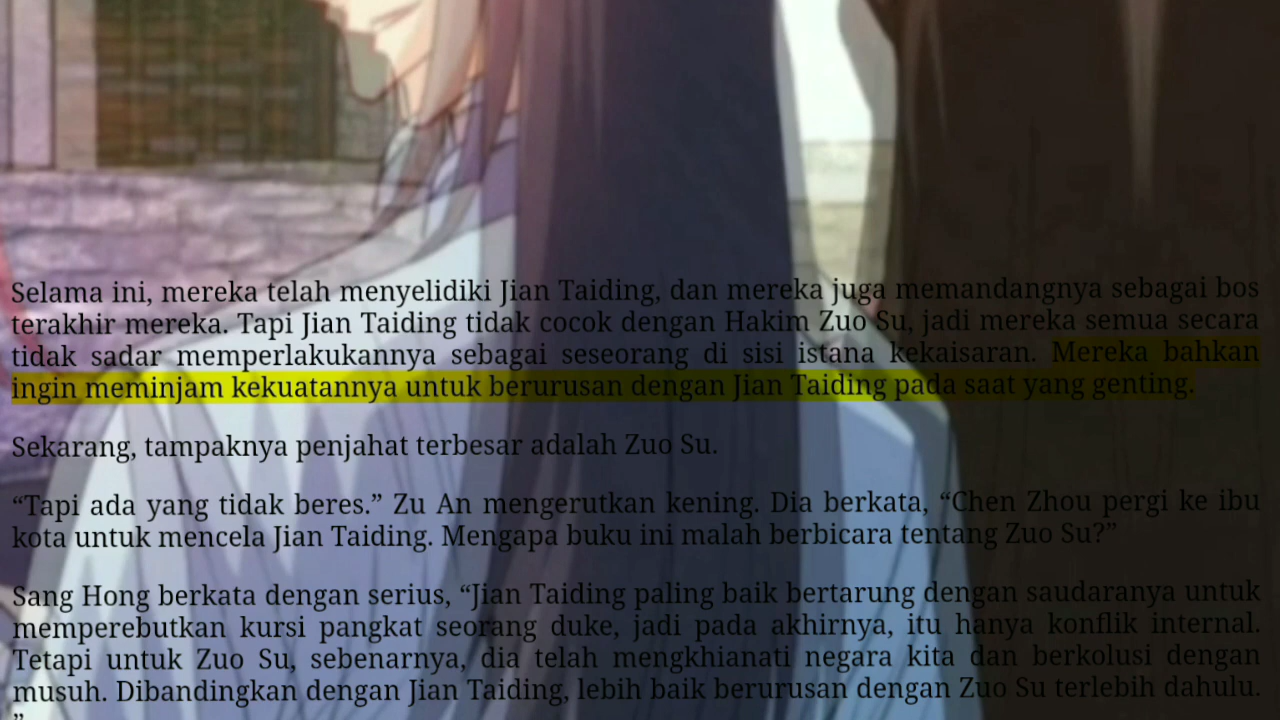 Selama ini, mereka telah menyelidiki Jian Taiding, dan mereka juga memandangnya sebagai bos
terakhir mereka. Tapi Jian Taiding tidak cocok dengan Hakim Zuo Su, jadi mereka semua secara
tidak sadar memperlakukannya sebagai seseorang di sisi istana kekaisaran. Mereka bahkan
ingin meminjam kekuatannya untuk berurusan dengan Jian Taiding pada saat yang genting.
Sekarang, tampaknya penjahat terbesar adalah Zuo Su.
“Tapi ada yang tidak beres.” Zu An mengerutkan kening. Dia berkata, “Chen Zhou pergi ke ibu
kota untuk mencela Jian Taiding. Mengapa buku ini malah berbicara tentang Zuo Su?”
Sang Hong berkata dengan serius, “Jian Taiding paling baik bertarung dengan saudaranya untuk
memperebutkan kursi pangkat seorang duke, jadi pada akhirnya, itu hanya konflik internal.
Tetapi untuk Zuo Su, sebenarnya, dia telah mengkhianati negara kita dan berkolusi dengan
musuh. Dibandingkan dengan Jian Taiding, lebih baik berurusan dengan Zuo Su terlebih dahulu.
”